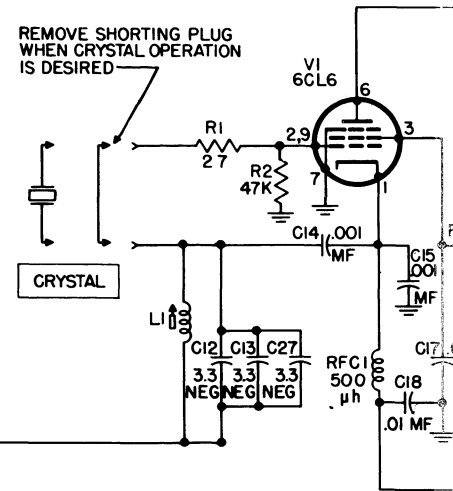 REMOVE SHORTING PLUG
WHEN CRYSTAL OPERATION
IS DESIRED
V1
6CL6
6
R1
27
2,9
3
R2
47K
7
1
C14
.001
MF
C15
.001
MF
CRYSTAL
L1
C12
3.3
NEG
C13
3.3
NEG
C27
3.3
NEG
RFC1
500
µh
C18
.01 MF
C17